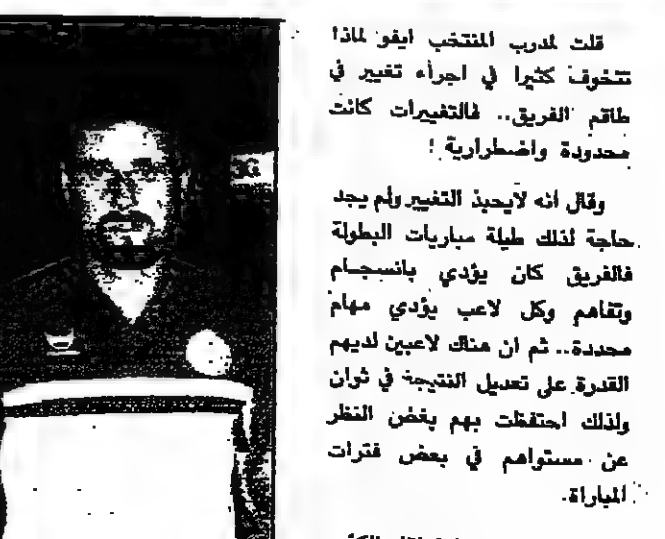 قلت لمدرب المنتخب ايفو لماذا
تتخوف كثيرا في اجراء تغيير في
طاقم الفريق.. فالتغييرات كانت
محدودة واضطرارية !
وقال أنه لايحبذ التغيير ولم يجد
حاجة لذلك طيلة مباريات البطولة
فالفريق كان يؤدي بانسجام
وتفاهم وكل لاعب يؤدي مهام
محددة.. ثم ان هناك لاعبين لديهم
القدرة على تعديل النتيجة في ثوان
ولذلك احتفظت بهم بغض النظر
عن مستواهم في بعض فترات
المباراة.